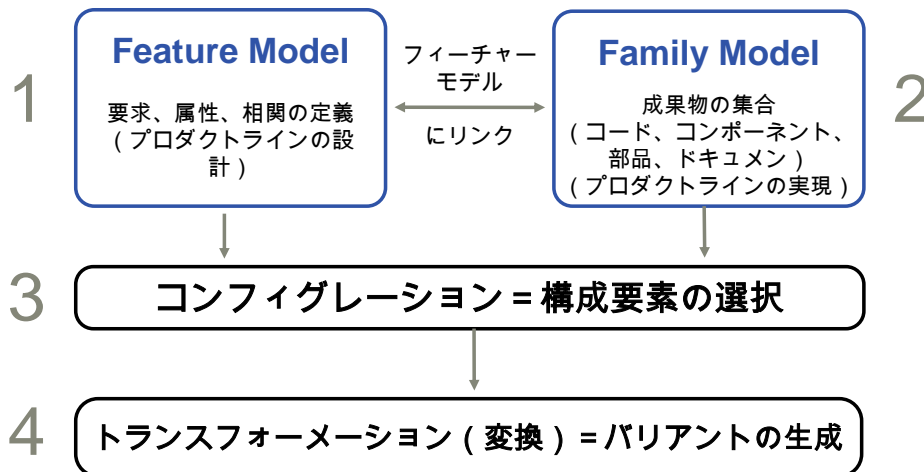 1
Feature Model
要求、属性、相関の定義
(プロダクトラインの設
計)
フィーチャー
モデル
にリンク
Family Model
成果物の集合
(コード、コンポーネント、
部品、ドキュメン)
(プロダクトラインの実現)
2
3
コンフィグレーション=構成要素の選択
4
トランスフォーメーション(変換)=バリアントの生成